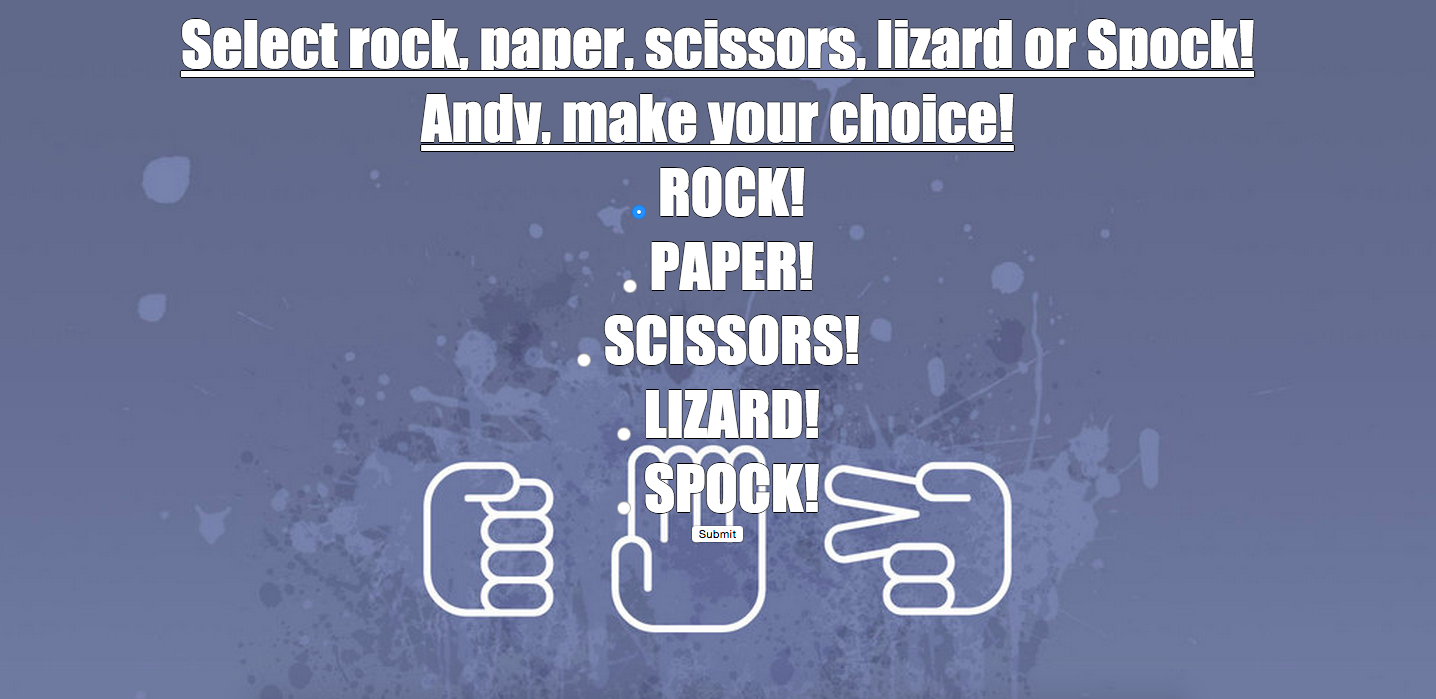 Select rock, paper, scissors, lizard or Spock!
Andy, make your choice!
ROCK!
PAPER!
SCISSORS!
LIZARD!
SPOCK!
Submit